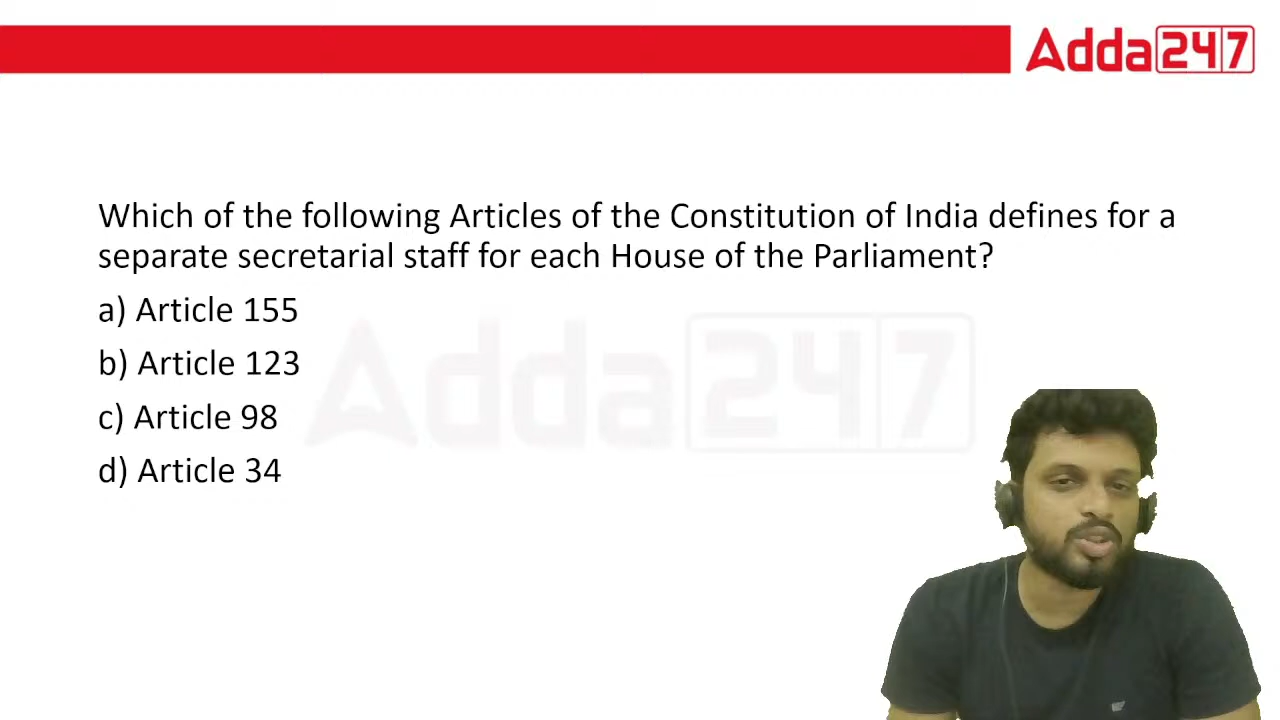 Adda247
Which of the following Articles of the Constitution of India defines for a
separate secretarial staff for each House of the Parliament?
a) Article 155
b) Article 123
c) Article 98
d) Article 34
Adda247